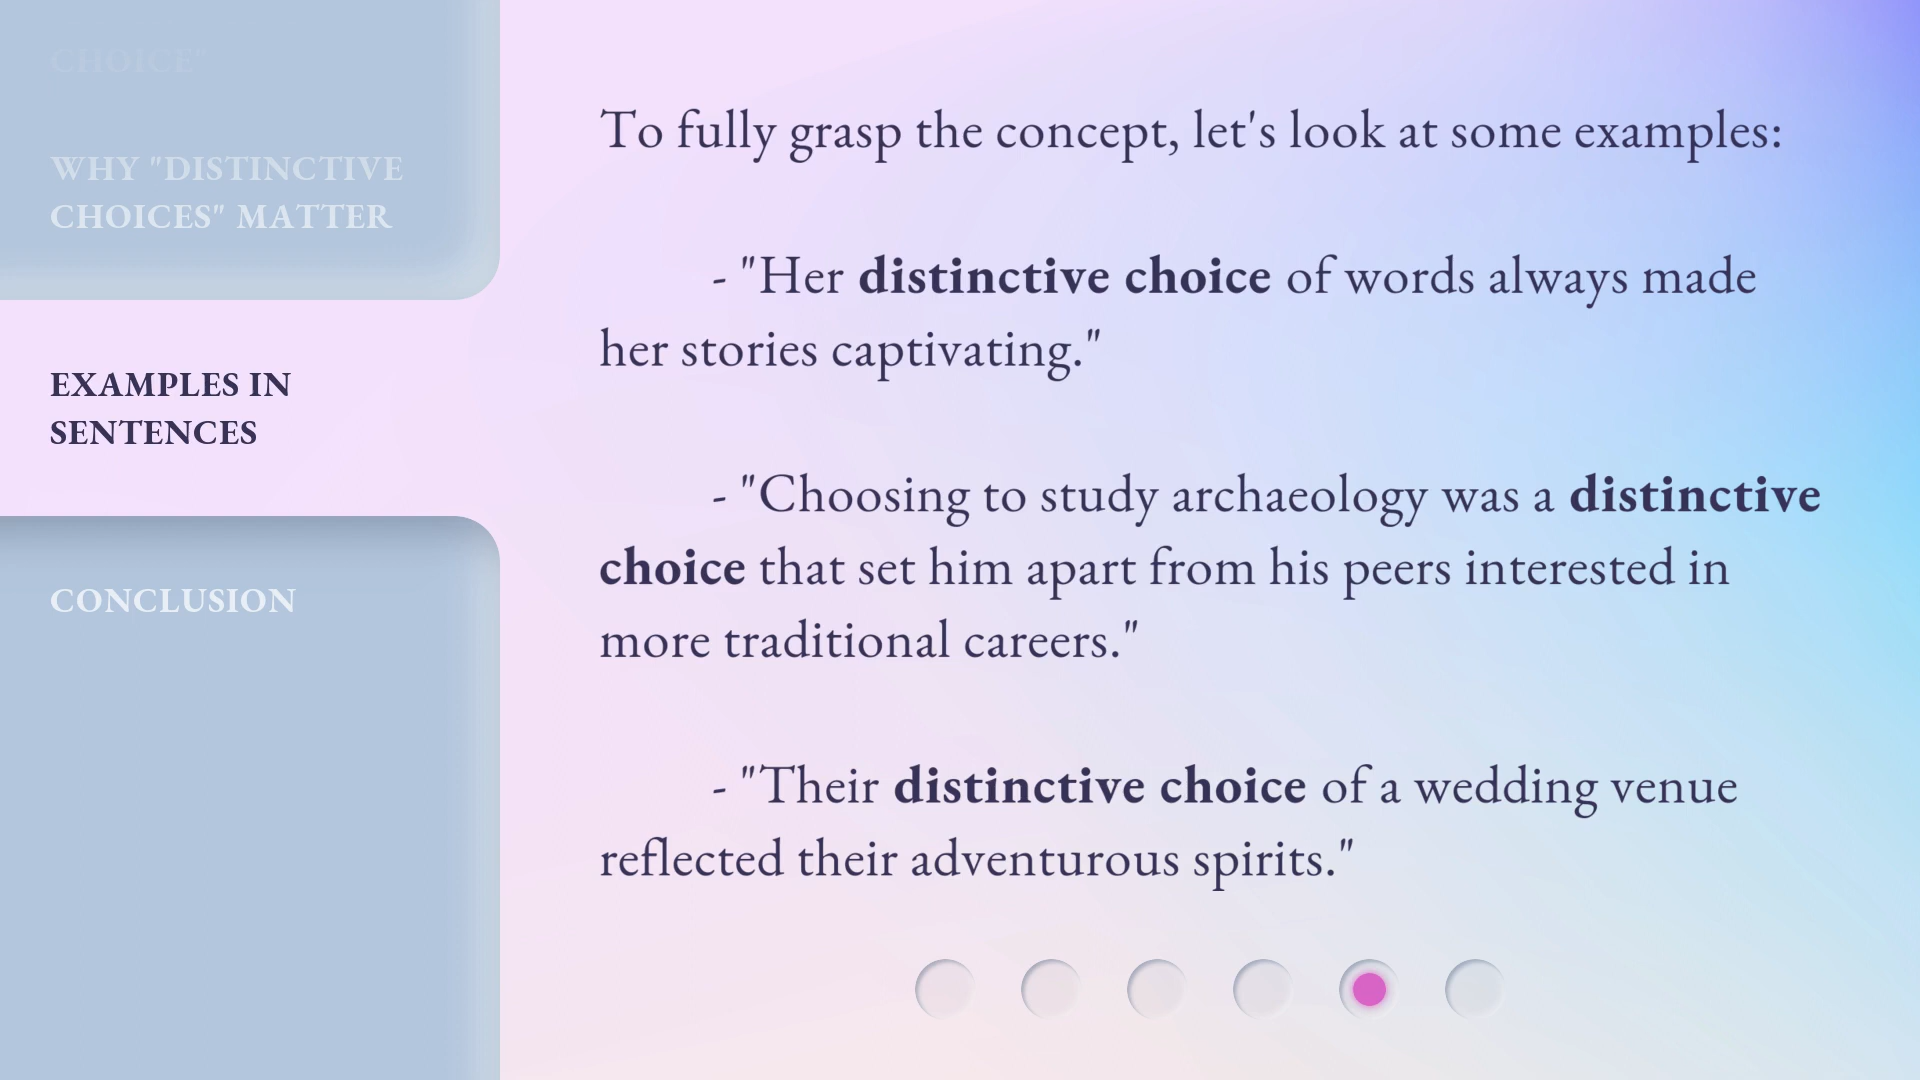 CHOICE"
WHY "DISTINCTIVE
CHOICES" MATTER
EXAMPLES IN
SENTENCES
CONCLUSION
To fully grasp the concept, let's look at some examples:
- "Her distinctive choice of words always made
her stories captivating."
- "Choosing to study archaeology was a distinctive
choice that set him apart from his peers interested in
more traditional careers."
- "Their distinctive choice of a wedding venue
reflected their adventurous spirits."